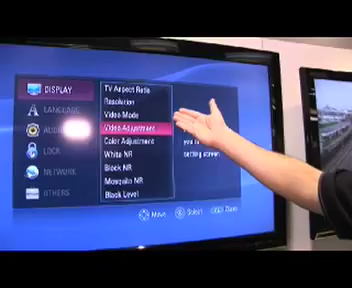 DISPLAY
LANGUAGE
AUDIO
LOCK
NETWORK
OTHERS
TV Aspect Ratio
Resolution
Video Mode
Video Adjustment
Color Adjustment
White NR
Block NR
Mosquito NR
Black Level
you to
setting screen.
Move
Select
Close